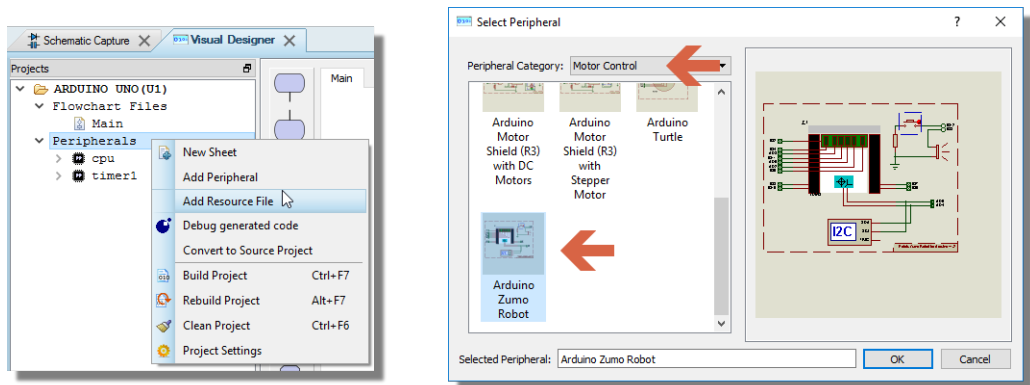 Schematic Capture
Visual Designer
Projects
ARDUINO UNO(U1)
Flowchart Files
Main
Peripherals
cpu
timer1
Main
New Sheet
Add Peripheral
Add Resource File
Debug generated code
Convert to Source Project
Build Project Ctrl+F7
Rebuild Project Alt+F7
Clean Project Ctrl+F6
Project Settings
Select Peripheral
Peripheral Category: Motor Control
Arduino Motor Shield (R3) with DC Motors
Arduino Motor Shield (R3) with Stepper Motor
Arduino Turtle
Arduino Zumo Robot
I2C
Selected Peripheral: Arduino Zumo Robot
OK
Cancel